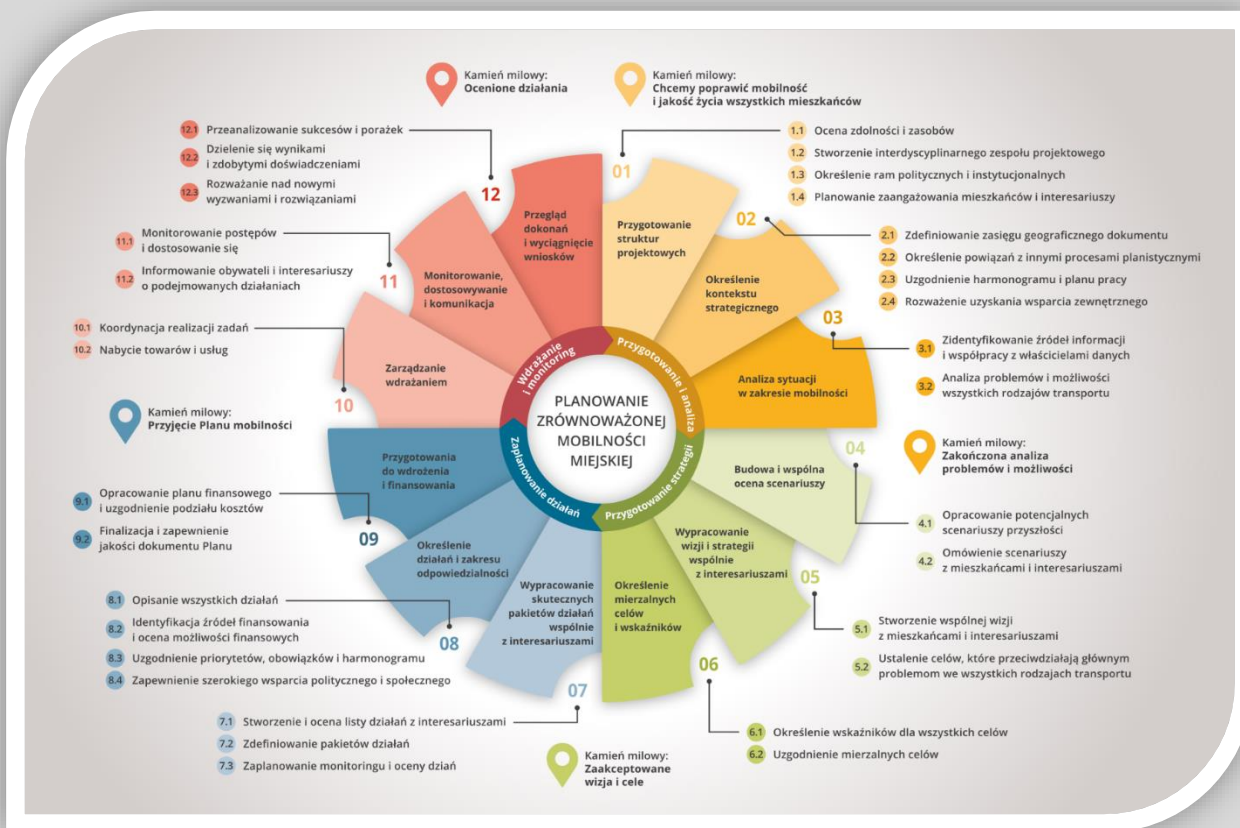 Kamień milowy:
Ocenione działania
Kamień milowy:
Chcemy poprawić mobilność
i jakość życia wszystkich mieszkańców
12.1 Przeanalizowanie sukcesów i porażek
12.2 Dzielenie się wynikami
i zdobytymi doświadczeniami
12.3 Rozważanie nad nowymi
wyzwaniami i rozwiązaniami
11.1 Monitorowanie postępów
i dostosowanie się
11.2 Informowanie obywateli i interesariuszy
o podejmowanych działaniach
10.1 Koordynacja realizacji zadań
10.2 Nabycie towarów i usług
Kamień milowy:
Przyjęcie Planu mobilności
9.1 Opracowanie planu finansowego
i uzgodnienie podziału kosztów
9.2 Finalizacja i zapewnienie
jakości dokumentu Planu
8.1 Opisanie wszystkich działań
8.2 Identyfikacja źródeł finansowania
i ocena możliwości finansowych
8.3 Uzgodnienie priorytetów, obowiązków i harmonogramu
8.4 Zapewnienie szerokiego wsparcia politycznego i społecznego
7.1 Stworzenie i ocena listy działań z interesariuszami
7.2 Zdefiniowanie pakietów działań
7.3 Zaplanowanie monitoringu i oceny dziań
1.1 Ocena zdolności i zasobów
1.2 Stworzenie interdyscyplinarnego zespołu projektowego
1.3 Określenie ram politycznych i instytucjonalnych
1.4 Planowanie zaangażowania mieszkańców i interesariuszy
2.1 Zdefiniowanie zasięgu geograficznego dokumentu
2.2 Określenie powiązań z innymi procesami planistycznymi
2.3 Uzgodnienie harmonogramu i planu pracy
2.4 Rozważenie uzyskania wsparcia zewnętrznego
3.1 Zidentyfikowanie źródeł informacji
i współpracy z właścicielami danych
3.2 Analiza problemów i możliwości
wszystkich rodzajów transportu
Kamień milowy:
Zakończona analiza
problemów i możliwości
4.1 Opracowanie potencjalnych
scenariuszy przyszłości
4.2 Omówienie scenariuszy
z mieszkańcami i interesariuszami
5.1 Stworzenie wspólnej wizji
z mieszkańcami i interesariuszami
5.2 Ustalenie celów, które przeciwdziałają głównym
problemom we wszystkich rodzajach transportu
6.1 Określenie wskaźników dla wszystkich celów
6.2 Uzgodnienie mierzalnych celów
Kamień milowy:
Zaakceptowane
wizja i cele
01
Przygotowanie
struktur
projektowych
02
Określenie
kontekstu
strategicznego
03
Analiza sytuacji
w zakresie mobilności
04
Budowa i wspólna
ocena scenariuszy
05
Wypracowanie
wizji i strategii
wspólnie
z interesariuszami
06
Określenie
mierzalnych
celów
i wskaźników
07
Wypracowanie
skutecznych
pakietów działań
wspólnie
z interesariuszami
08
Określenie
działań i zakresu
odpowiedzialności
09
Przygotowania
do wdrożenia
i finansowania
10
Zarządzanie
wdrażaniem
11
Monitorowanie,
dostosowywanie
i komunikacja
12
Przegląd
dokonań
i wyciągnięcie
wniosków
Przygotowanie i analiza
Przygotowanie strategii
Zaplanowanie działań
Wdrażanie
i monitoring
PLANOWANIE
ZRÓWNOWAŻONEJ
MOBILNOŚCI
MIEJSKIEJ